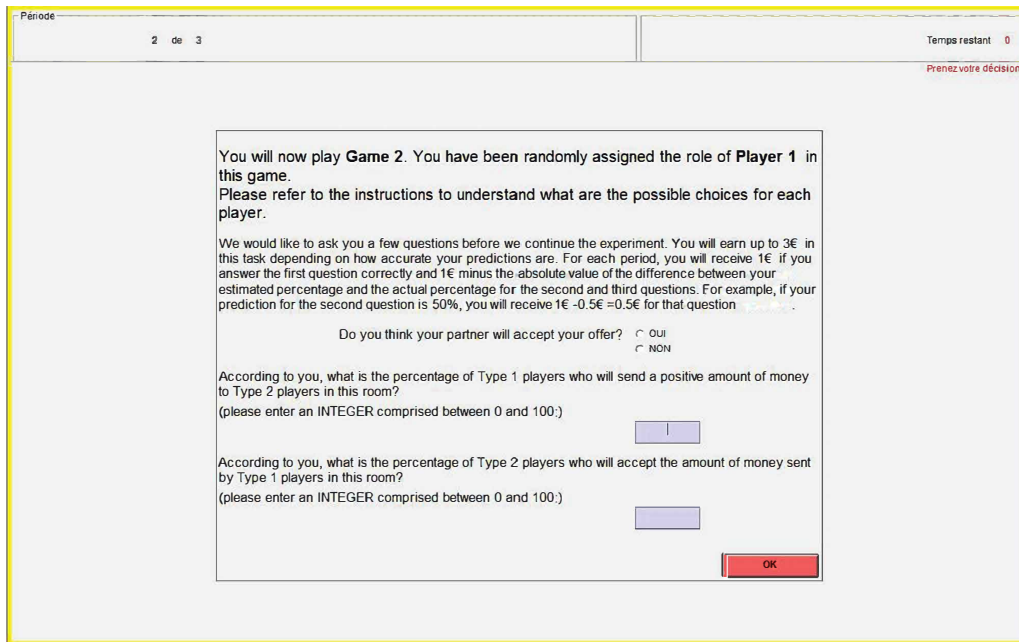 Période
2 de 3
Temps restant 0
Prenez votre décision
You will now play Game 2. You have been randomly assigned the role of Player 1 in
this game.
Please refer to the instructions to understand what are the possible choices for each
player.
We would like to ask you a few questions before we continue the experiment. You will earn up to 3€ in
this task depending on how accurate your predictions are. For each period, you will receive 1€ if you
answer the first question correctly and 1€ minus the absolute value of the difference between your
estimated percentage and the actual percentage for the second and third questions. For example, if your
prediction for the second question is 50%, you will receive 1€ -0.5€ =0.5€ for that question .
Do you think your partner will accept your offer? OUI
NON
According to you, what is the percentage of Type 1 players who will send a positive amount of money
to Type 2 players in this room?
(please enter an INTEGER comprised between 0 and 100:)
According to you, what is the percentage of Type 2 players who will accept the amount of money sent
by Type 1 players in this room?
(please enter an INTEGER comprised between 0 and 100:)
OK